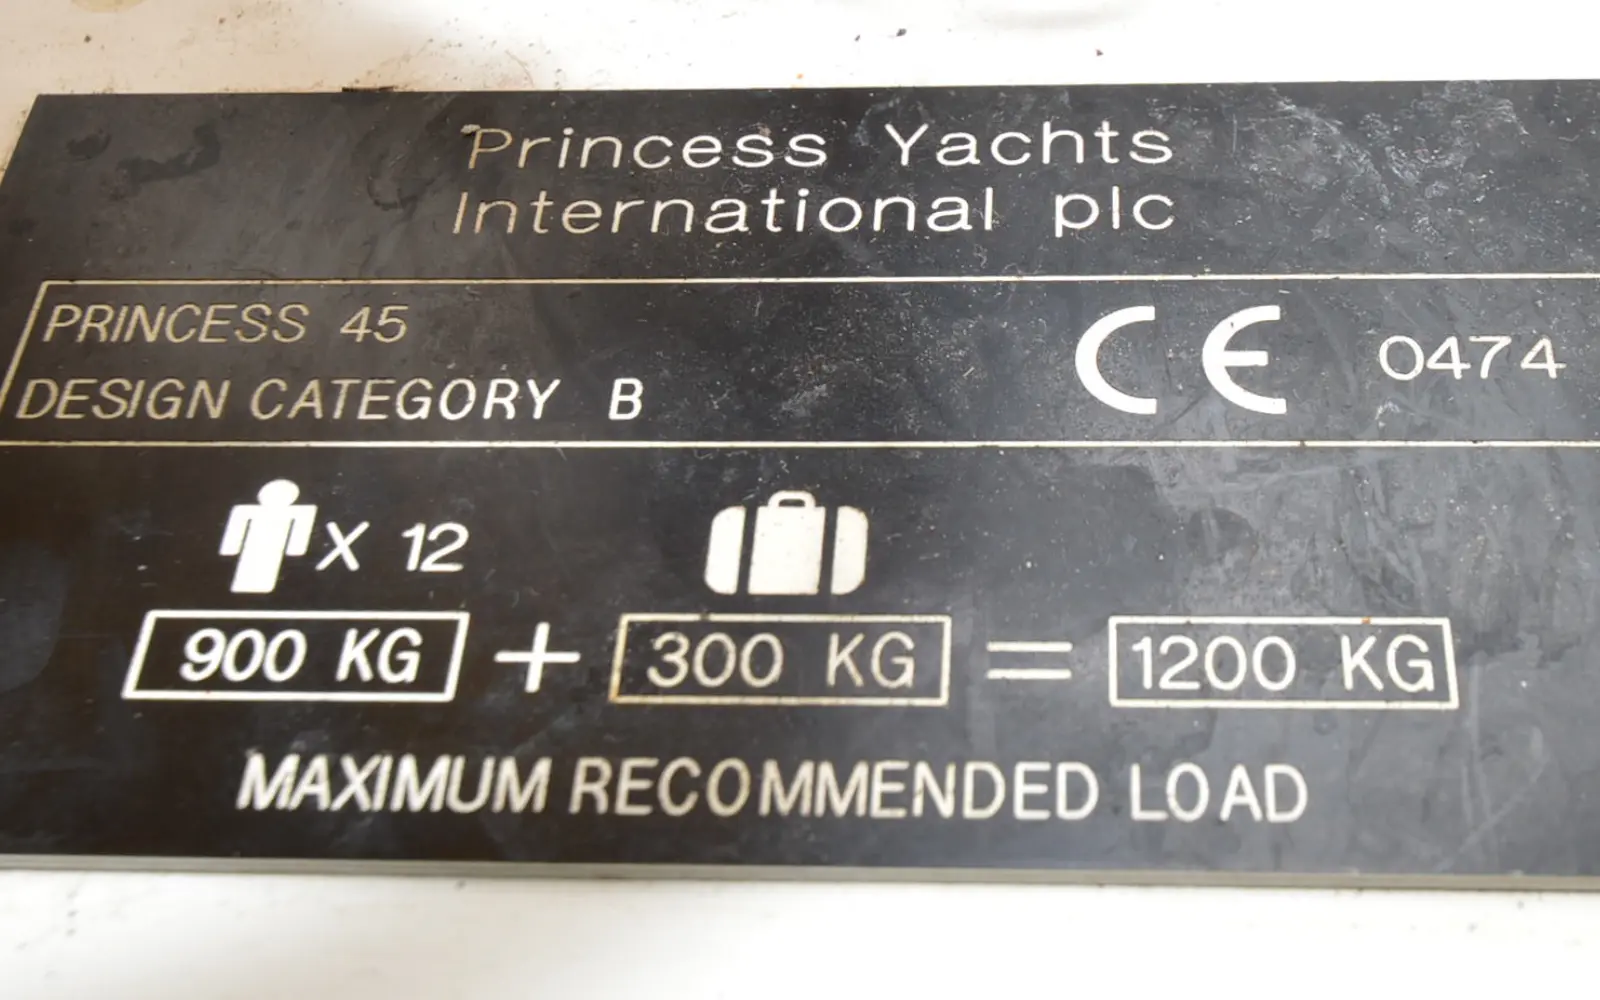 Princess Yachts
International plc
PRINCESS 45
DESIGN CATEGORY B
CE 0474
X 12
900 KG + 300 KG = 1200 KG
MAXIMUM RECOMMENDED LOAD